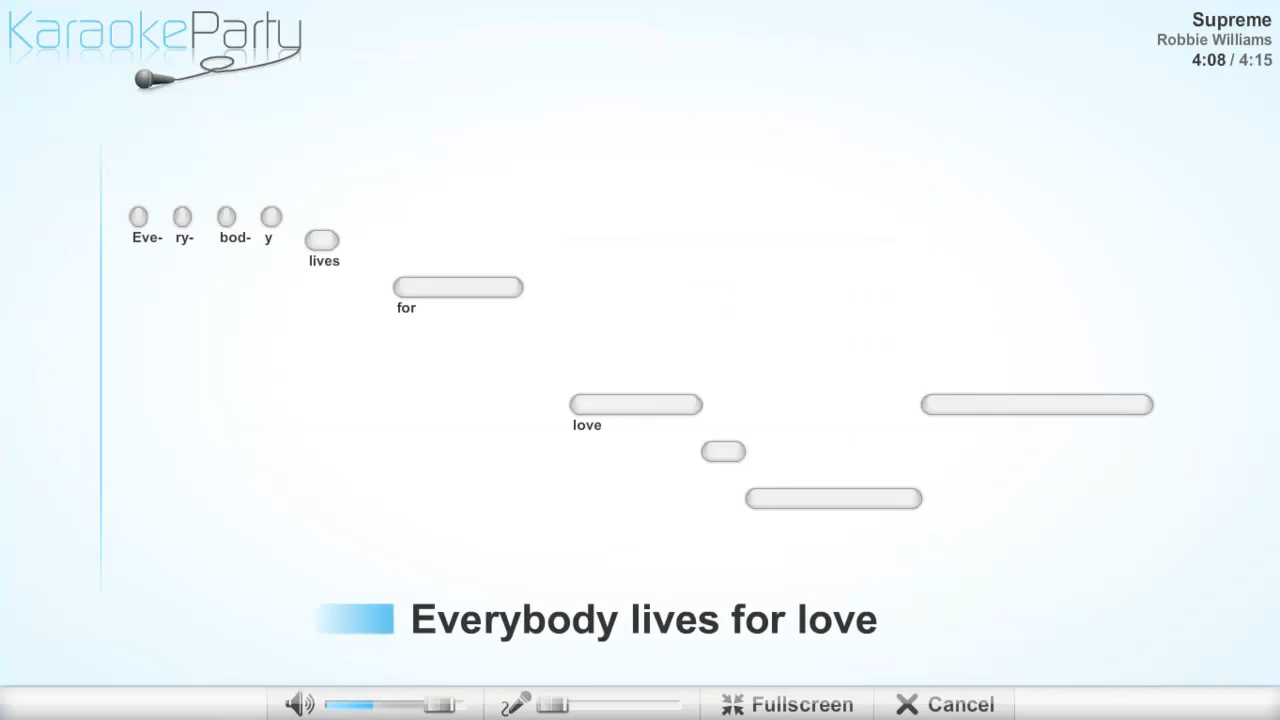 KaraokeParty
Supreme
Robbie Williams
4:08 / 4:15
Eve- ry- bod- y
lives
for
love
Everybody lives for love
Fullscreen
Cancel